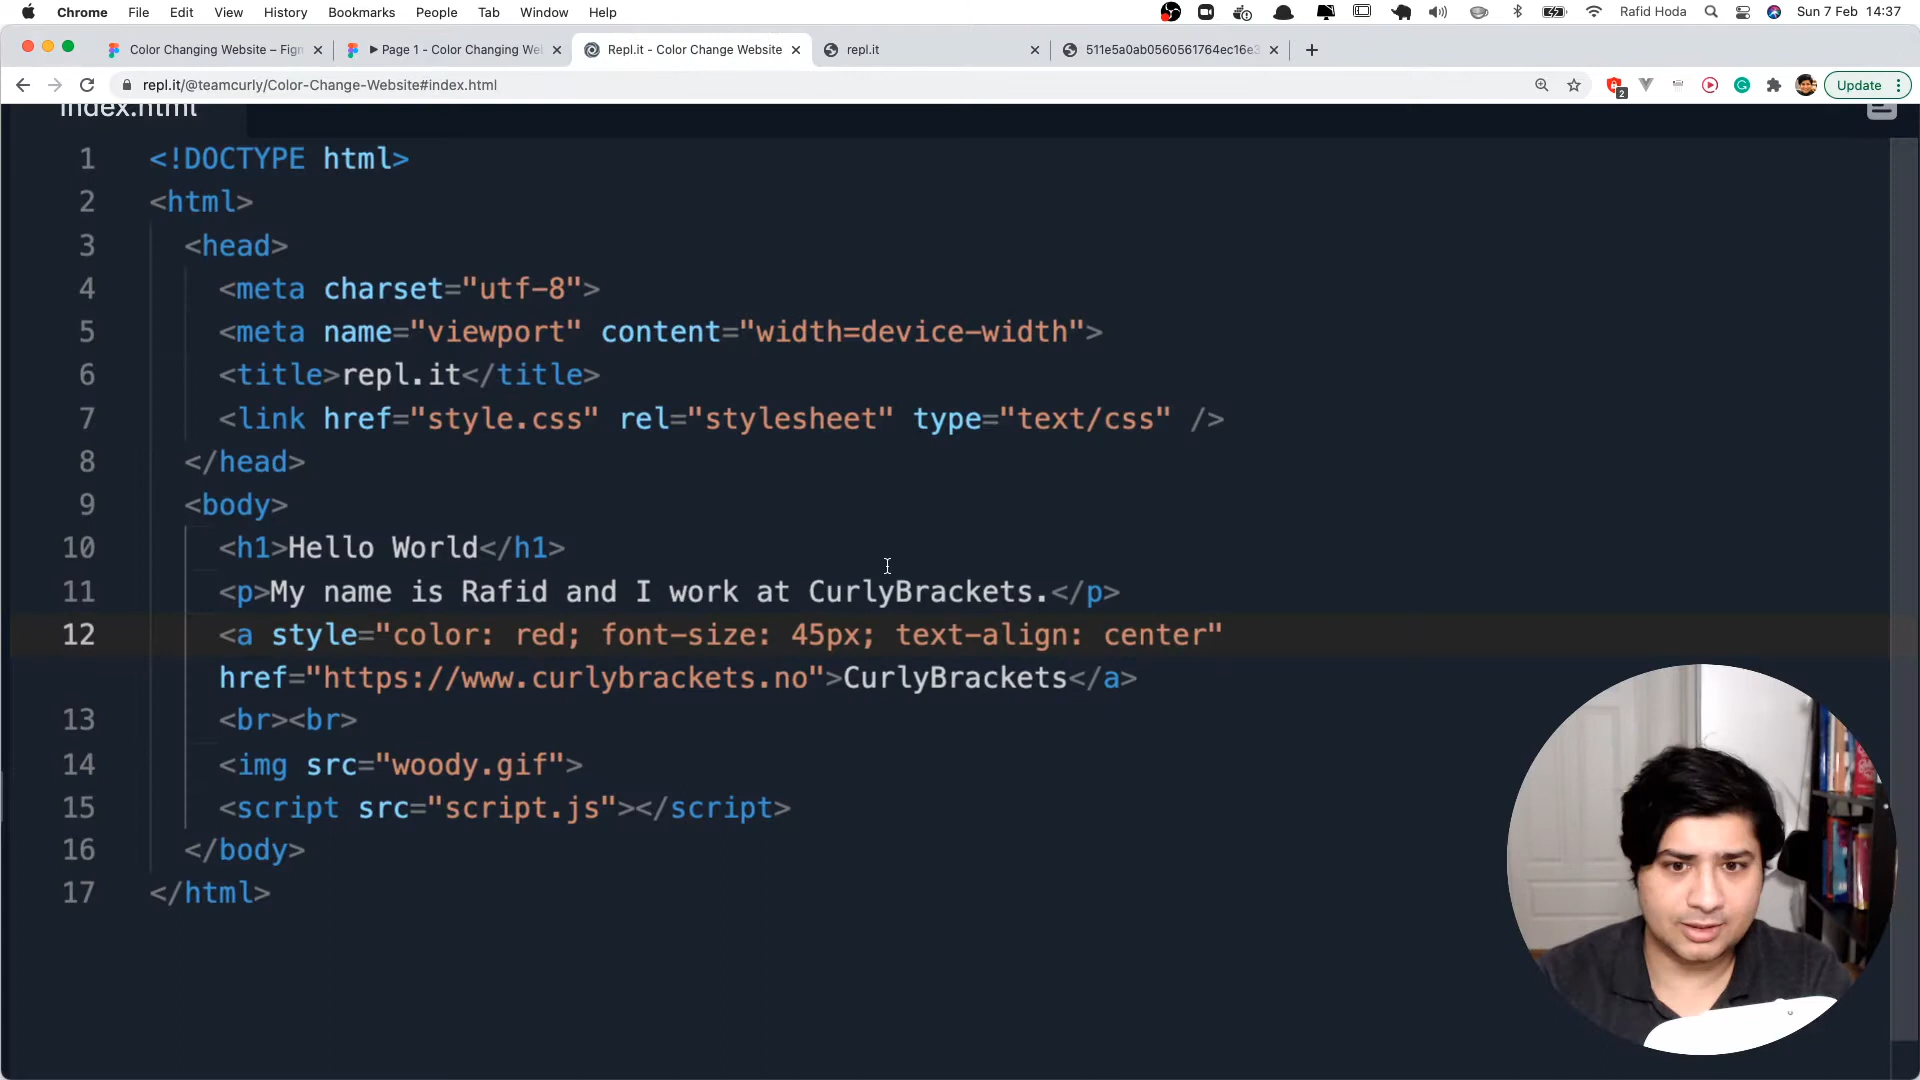 Chrome File Edit View History Bookmarks People Tab Window Help Rafid Hoda Sun 7 Feb 14:37
Color Changing Website – Fign Page 1 - Color Changing Wel Repl.it - Color Change Website repl.it 511e5a0ab0560561764ec16e3
repl.it/@teamcurly/Color-Change-Website#index.html 2 Update
index.html
1 <!DOCTYPE html>
2 <html>
3 <head>
4 <meta charset="utf-8">
5 <meta name="viewport" content="width=device-width">
6 <title>repl.it</title>
7 <link href="style.css" rel="stylesheet" type="text/css" />
8 </head>
9 <body>
10 <h1>Hello World</h1>
11 <p>My name is Rafid and I work at CurlyBrackets.</p>
12 <a style="color: red; font-size: 45px; text-align: center"
href="https://www.curlybrackets.no">CurlyBrackets</a>
13 <br><br>
14 <img src="woody.gif">
15 <script src="script.js"></script>
16 </body>
17 </html>